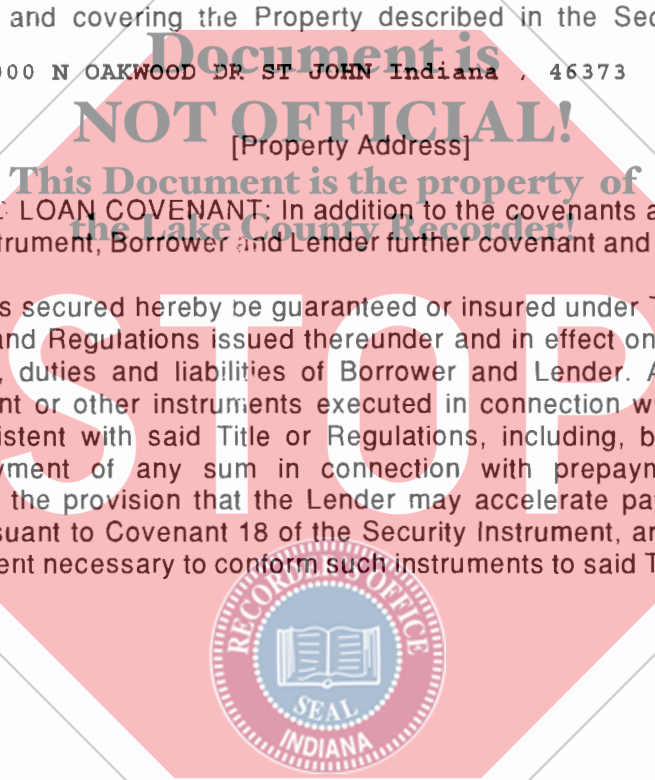 and covering the Property described in the Sec
000 N OAKWOOD DR ST JOHN Indiana , 46373
Document is
NOT OFFICIAL!
[Property Address]
This Document is the property of
the Lake County Recorder!
LOAN COVENANT: In addition to the covenants a
trument, Borrower and Lender further covenant and
s secured hereby be guaranteed or insured under T
and Regulations issued thereunder and in effect on
, duties and liabilities of Borrower and Lender. A
nt or other instruments executed in connection w
istent with said Title or Regulations, including, b
yment of any sum in connection with prepaym
the provision that the Lender may accelerate pa
suant to Covenant 18 of the Security Instrument, an
ent necessary to conform such instruments to said T
STOP
RECORDER'S OFFICE
SEAL
INDIANA